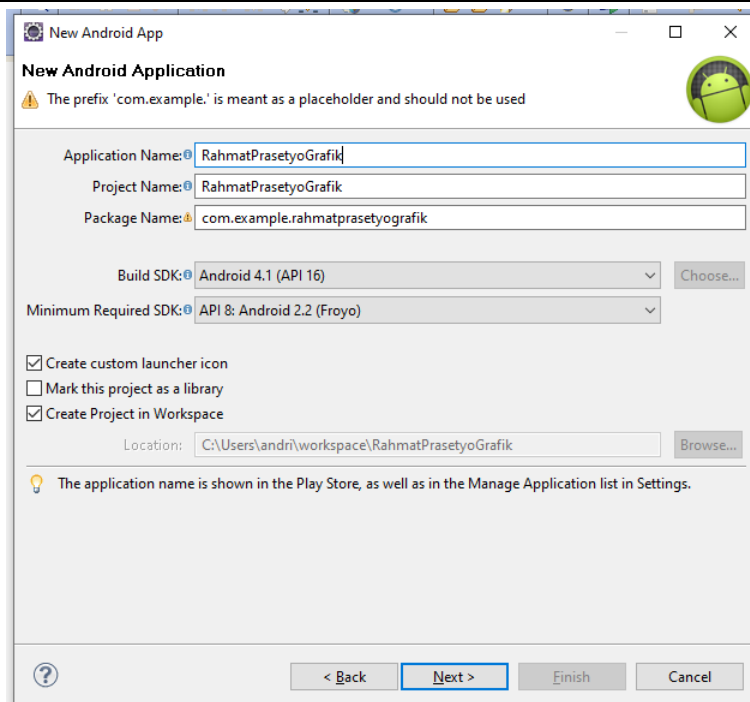 New Android App
New Android Application
The prefix 'com.example.' is meant as a placeholder and should not be used
Application Name: RahmatPrasetyoGrafik
Project Name: RahmatPrasetyoGrafik
Package Name: com.example.rahmatprasetyografik
Build SDK: Android 4.1 (API 16) Choose...
Minimum Required SDK: API 8: Android 2.2 (Froyo)
Create custom launcher icon
Mark this project as a library
Create Project in Workspace
Location: C:\Users\andri\workspace\RahmatPrasetyoGrafik Browse...
The application name is shown in the Play Store, as well as in the Manage Application list in Settings.
< Back Next > Finish Cancel